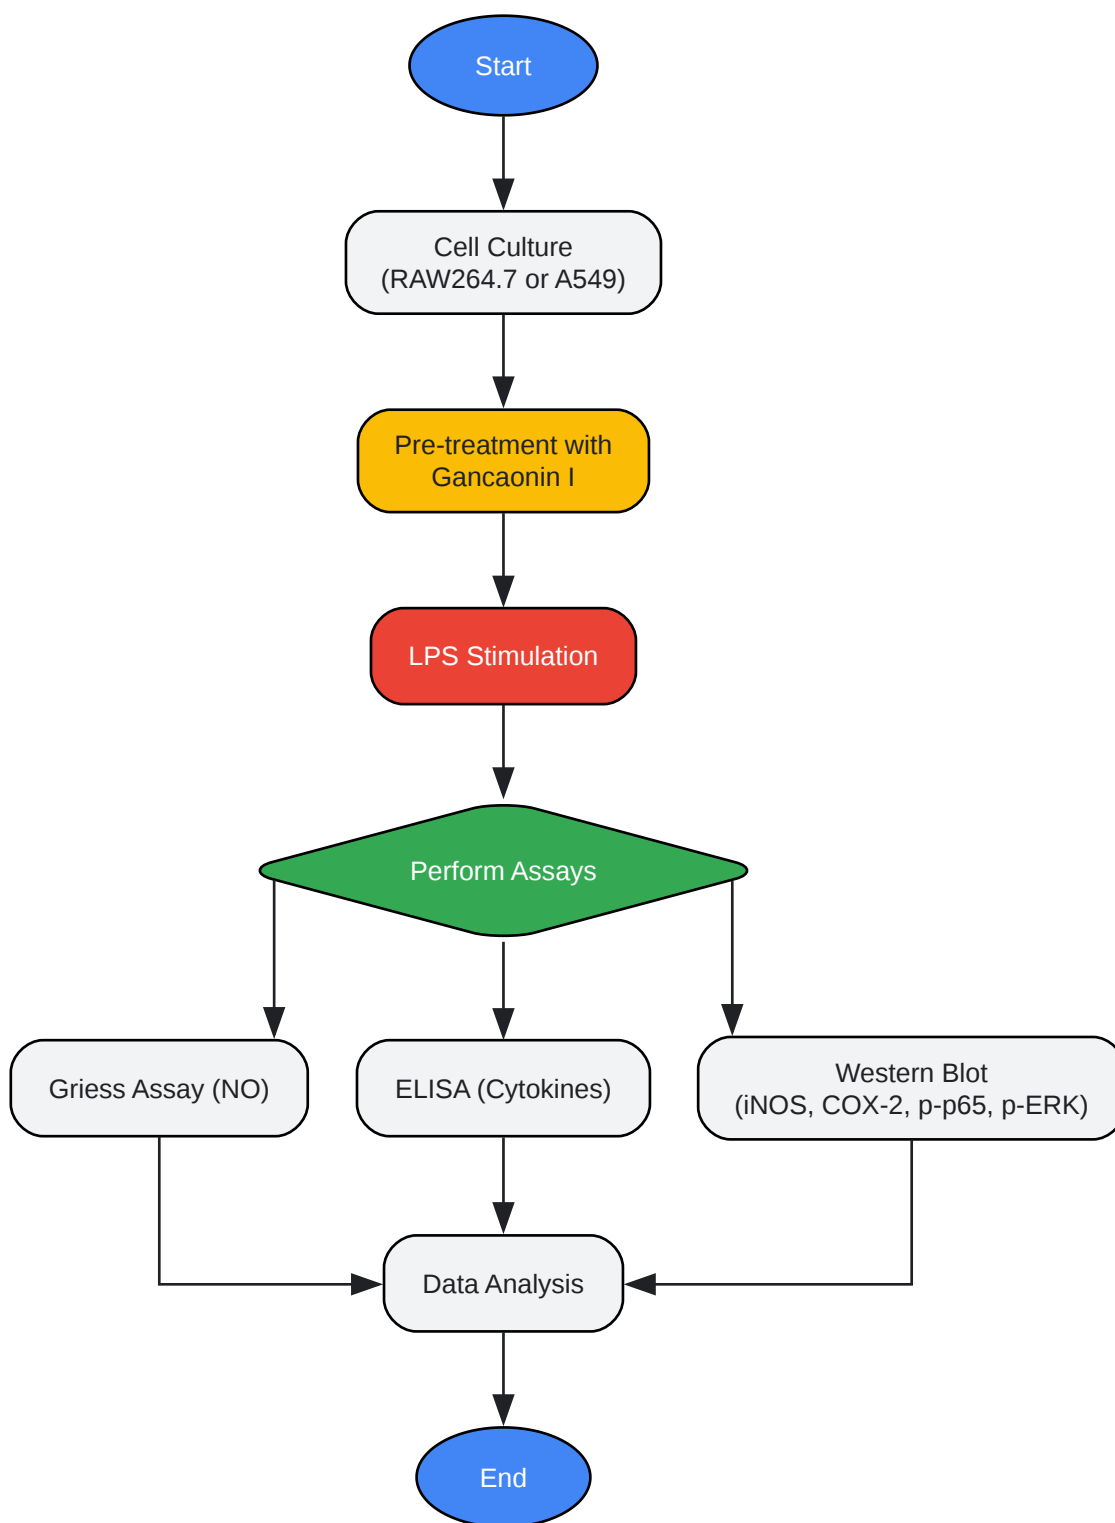 Start
Cell Culture
(RAW264.7 or A549)
Pre-treatment with
Gancaonin I
LPS Stimulation
Perform Assays
Griess Assay (NO)
ELISA (Cytokines)
Western Blot
(iNOS, COX-2, p-p65, p-ERK)
Data Analysis
End